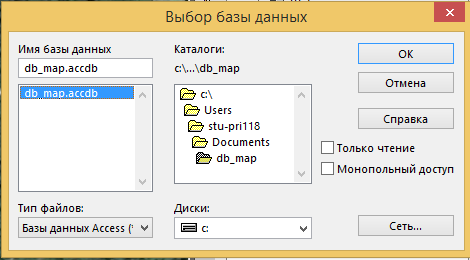 Выбор базы данных
Имя базы данных
db_map.accdb
db_map.accdb
Тип файлов:
Базы данных Access (*
Каталоги:
c:\...\db_map
c:\
Users
stu-pri118
Documents
db_map
Диски:
c:
OK
Отмена
Справка
Только чтение
Монопольный доступ
Сеть...